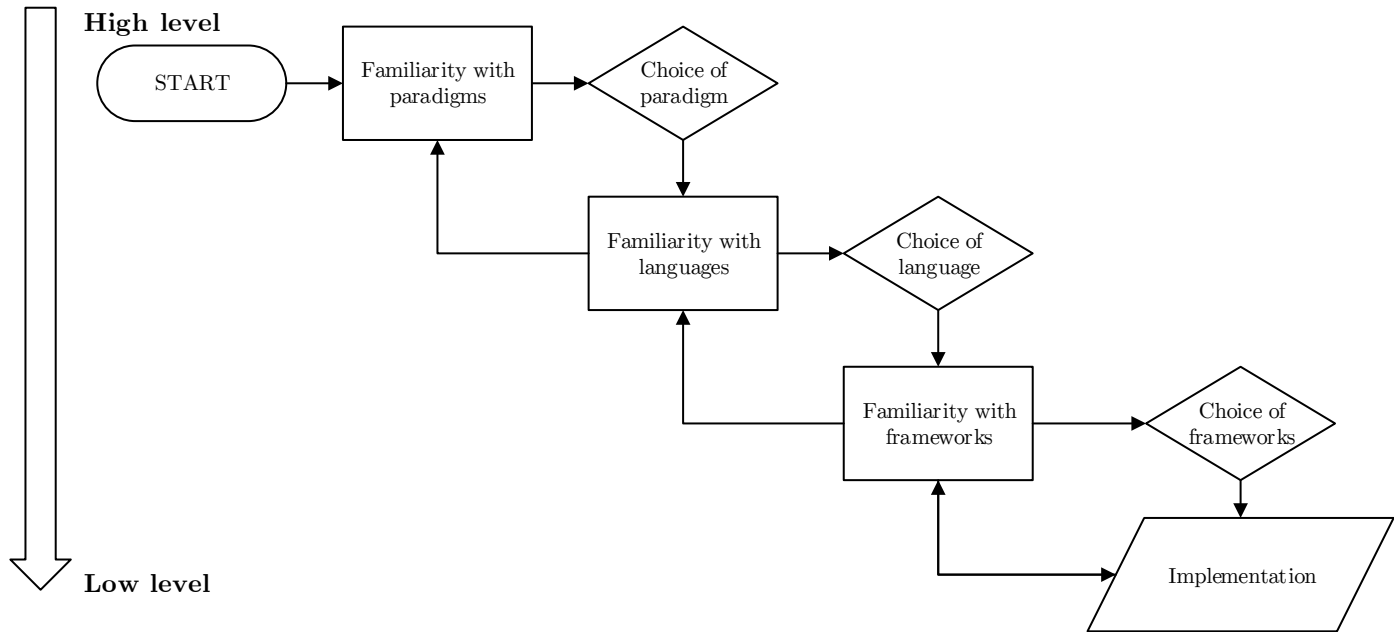 High level
START
Familiarity with
paradigms
Choice of
paradigm
Familiarity with
languages
Choice of
language
Familiarity with
frameworks
Choice of
frameworks
Implementation
Low level